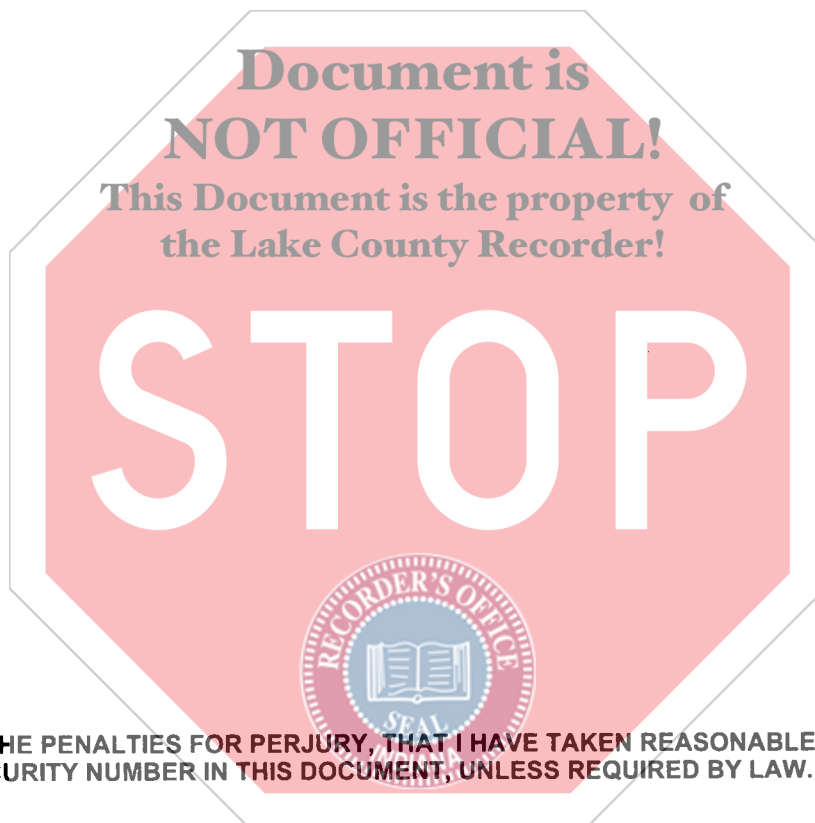 Document is
NOT OFFICIAL!
This Document is the property of
the Lake County Recorder!
STOP
RECORDER'S OFFICE
SEAL
INDIANA
HE PENALTIES FOR PERJURY, THAT I HAVE TAKEN REASONABLE
URITY NUMBER IN THIS DOCUMENT, UNLESS REQUIRED BY LAW.